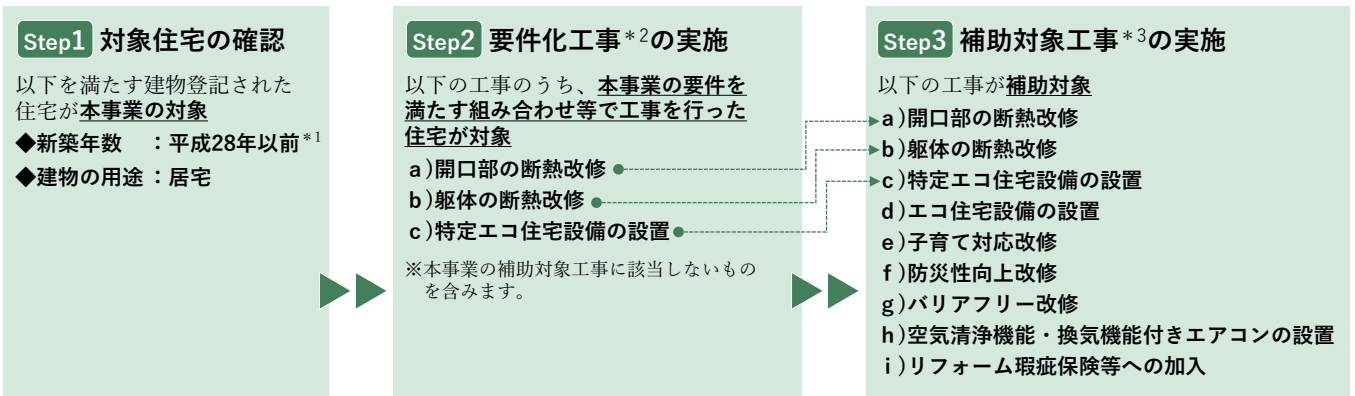 Step1 対象住宅の確認
以下を満たす建物登記された
住宅が本事業の対象
◆新築年数 ：平成28年以前＊1
◆建物の用途：居宅
Step2 要件化工事＊2の実施
以下の工事のうち、本事業の要件を
満たす組み合わせ等で工事を行った
住宅が対象
a）開口部の断熱改修
b）躯体の断熱改修
c）特定エコ住宅設備の設置
※本事業の補助対象工事に該当しないもの
を含みます。
Step3 補助対象工事＊3の実施
以下の工事が補助対象
a）開口部の断熱改修
b）躯体の断熱改修
c）特定エコ住宅設備の設置
d）エコ住宅設備の設置
e）子育て対応改修
f）防災性向上改修
g）バリアフリー改修
h）空気清浄機能・換気機能付きエアコンの設置
i）リフォーム瑕疵保険等への加入